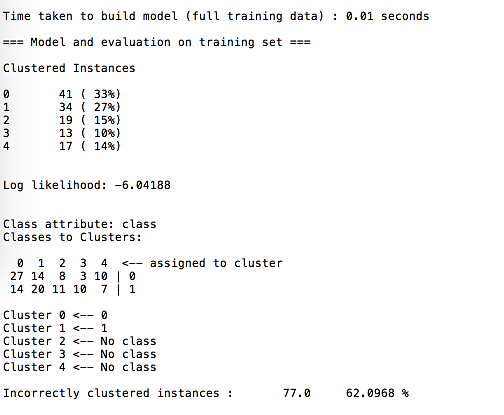 Time taken to build model (full training data) : 0.01 seconds
=== Model and evaluation on training set ===
Clustered Instances
0 41 ( 33%)
1 34 ( 27%)
2 19 ( 15%)
3 13 ( 10%)
4 17 ( 14%)
Log likelihood: -6.04188
Class attribute: class
Classes to Clusters:
0 1 2 3 4 <-- assigned to cluster
27 14 8 3 10 | 0
14 20 11 10 7 | 1
Cluster 0 <-- 0
Cluster 1 <-- 1
Cluster 2 <-- No class
Cluster 3 <-- No class
Cluster 4 <-- No class
Incorrectly clustered instances : 77.0 62.0968 %